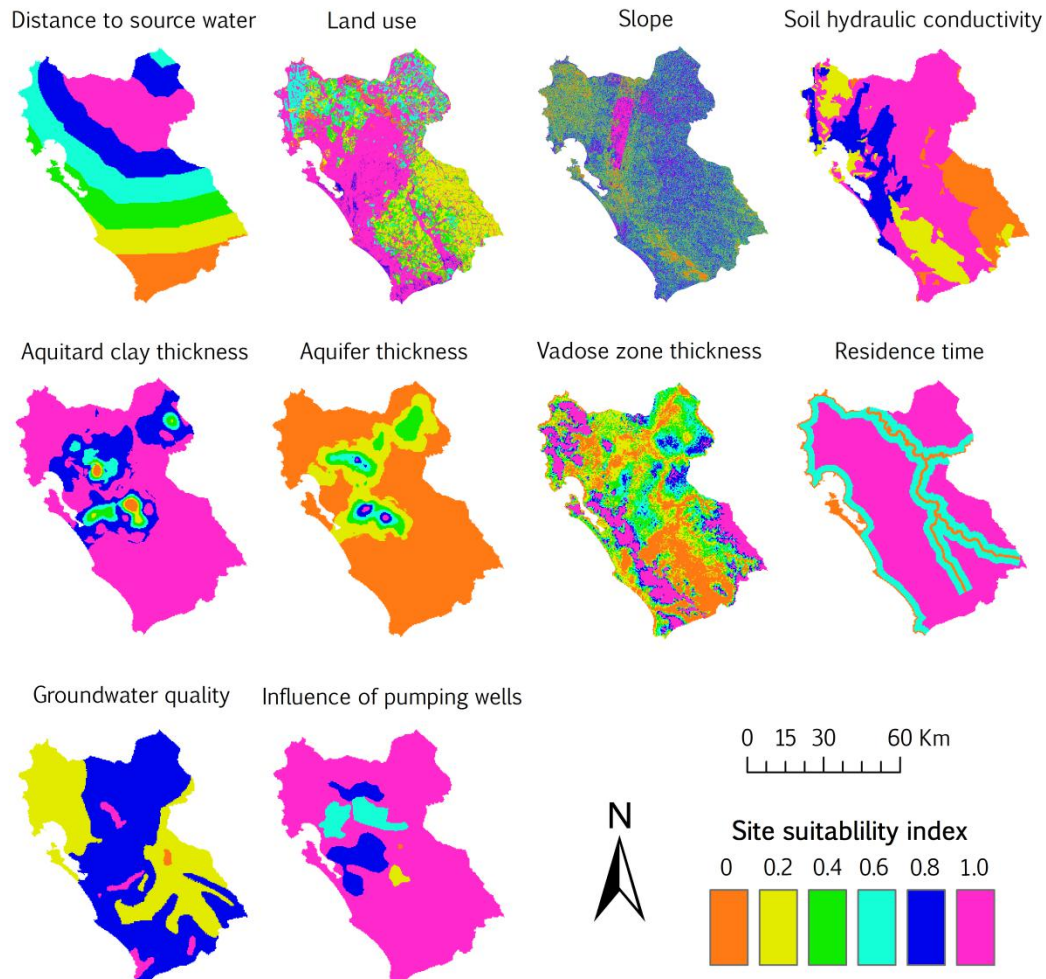 Distance to source water
Land use
Slope
Soil hydraulic conductivity
Aquitard clay thickness
Aquifer thickness
Vadose zone thickness
Residence time
Groundwater quality
Influence of pumping wells
0 15 30 60 Km
N
Site suitablility index
0 0.2 0.4 0.6 0.8 1.0